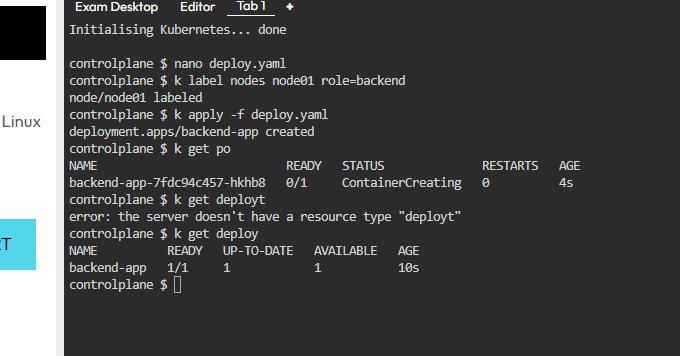 Exam Desktop Editor Tab 1 +
Initialising Kubernetes... done
controlplane $ nano deploy.yaml
controlplane $ k label nodes node01 role=backend
node/node01 labeled
Linux
controlplane $ k apply -f deploy.yaml
deployment.apps/backend-app created
controlplane $ k get po
NAME READY STATUS RESTARTS AGE
backend-app-7fdc94c457-hkhb8 0/1 ContainerCreating 0 4s
controlplane $ k get deployt
error: the server doesn't have a resource type "deployt"
controlplane $ k get deploy
RT
NAME READY UP-TO-DATE AVAILABLE AGE
backend-app 1/1 1 1 10s
controlplane $